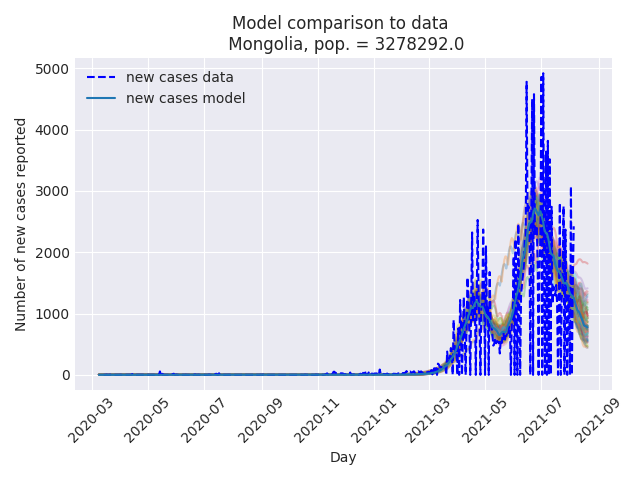 Model comparison to data
Mongolia, pop. = 3278292.0
new cases data
new cases model
Number of new cases reported
5000
4000
3000
2000
1000
0
2020-03
2020-05
2020-07
2020-09
2020-11
2021-01
2021-03
2021-05
2021-07
2021-09
Day